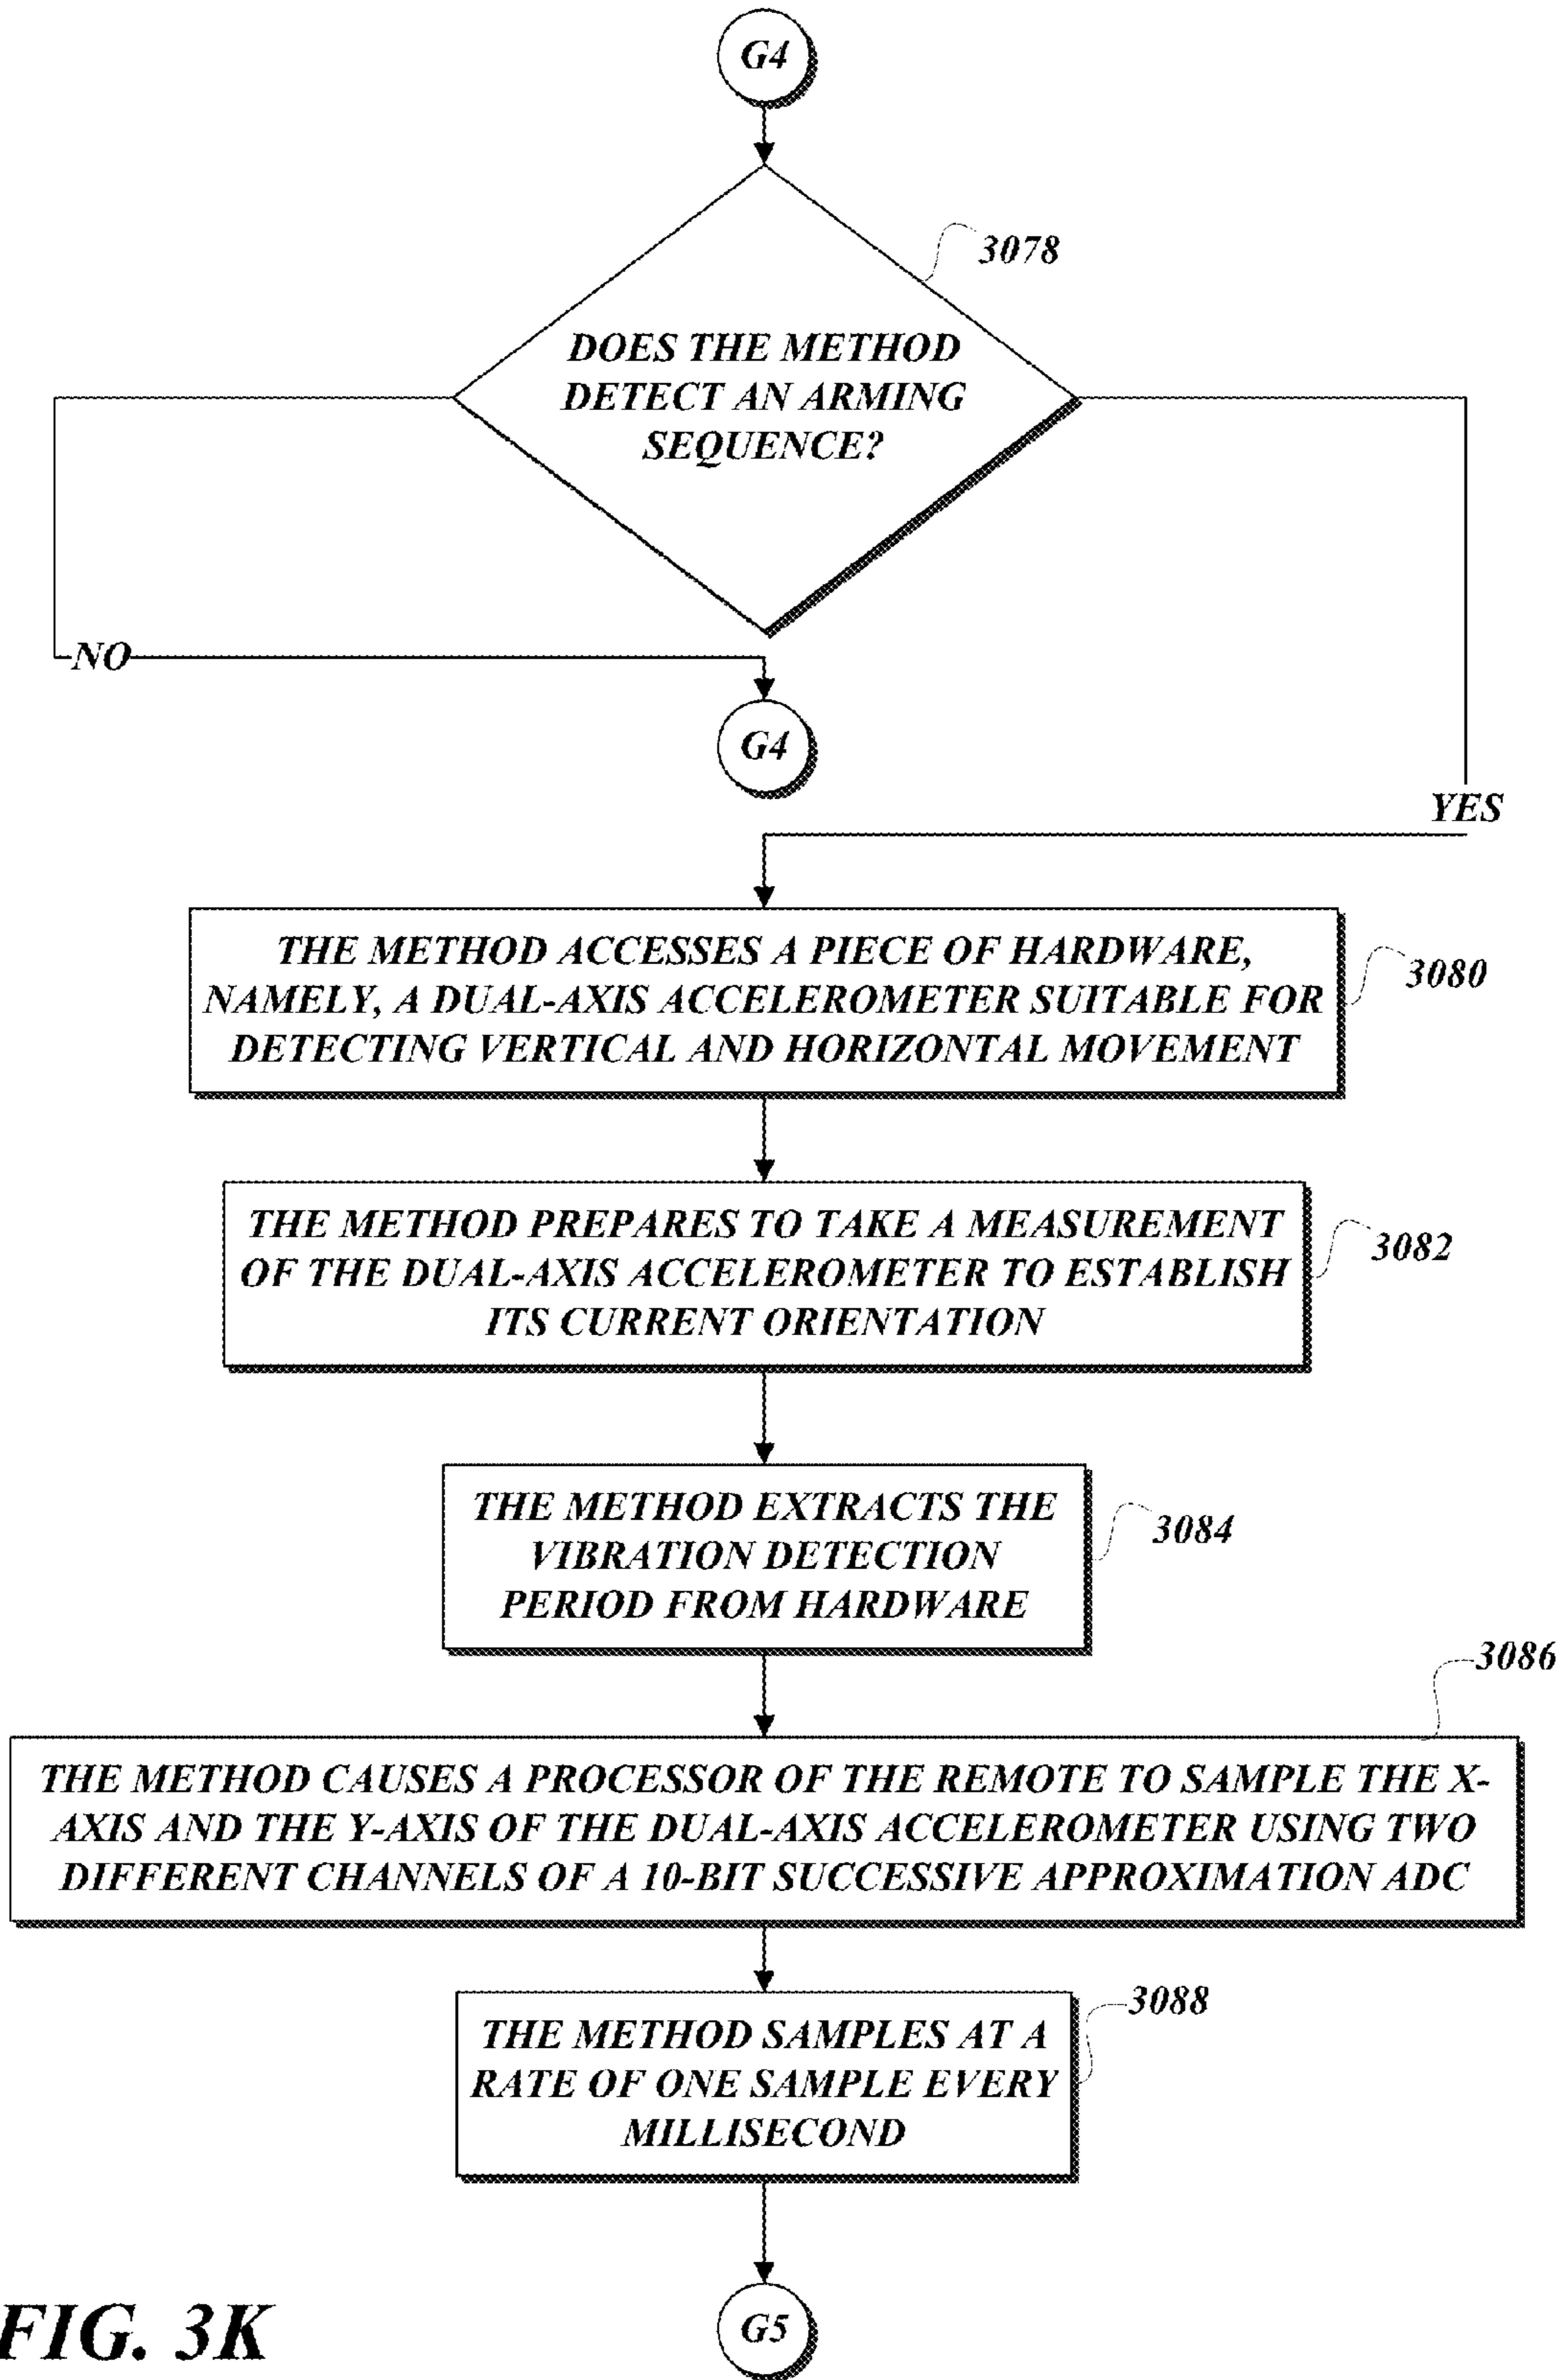 G4
3078
DOES THE METHOD
DETECT AN ARMING
SEQUENCE?
NO
G4
YES
THE METHOD ACCESSES A PIECE OF HARDWARE,
NAMELY, A DUAL-AXIS ACCELEROMETER SUITABLE FOR
DETECTING VERTICAL AND HORIZONTAL MOVEMENT
3080
THE METHOD PREPARES TO TAKE A MEASUREMENT
OF THE DUAL-AXIS ACCELEROMETER TO ESTABLISH
ITS CURRENT ORIENTATION
3082
THE METHOD EXTRACTS THE
VIBRATION DETECTION
PERIOD FROM HARDWARE
3084
3086
THE METHOD CAUSES A PROCESSOR OF THE REMOTE TO SAMPLE THE X-
AXIS AND THE Y-AXIS OF THE DUAL-AXIS ACCELEROMETER USING TWO
DIFFERENT CHANNELS OF A 10-BIT SUCCESSIVE APPROXIMATION ADC
3088
THE METHOD SAMPLES AT A
RATE OF ONE SAMPLE EVERY
MILLISECOND
G5
FIG. 3K